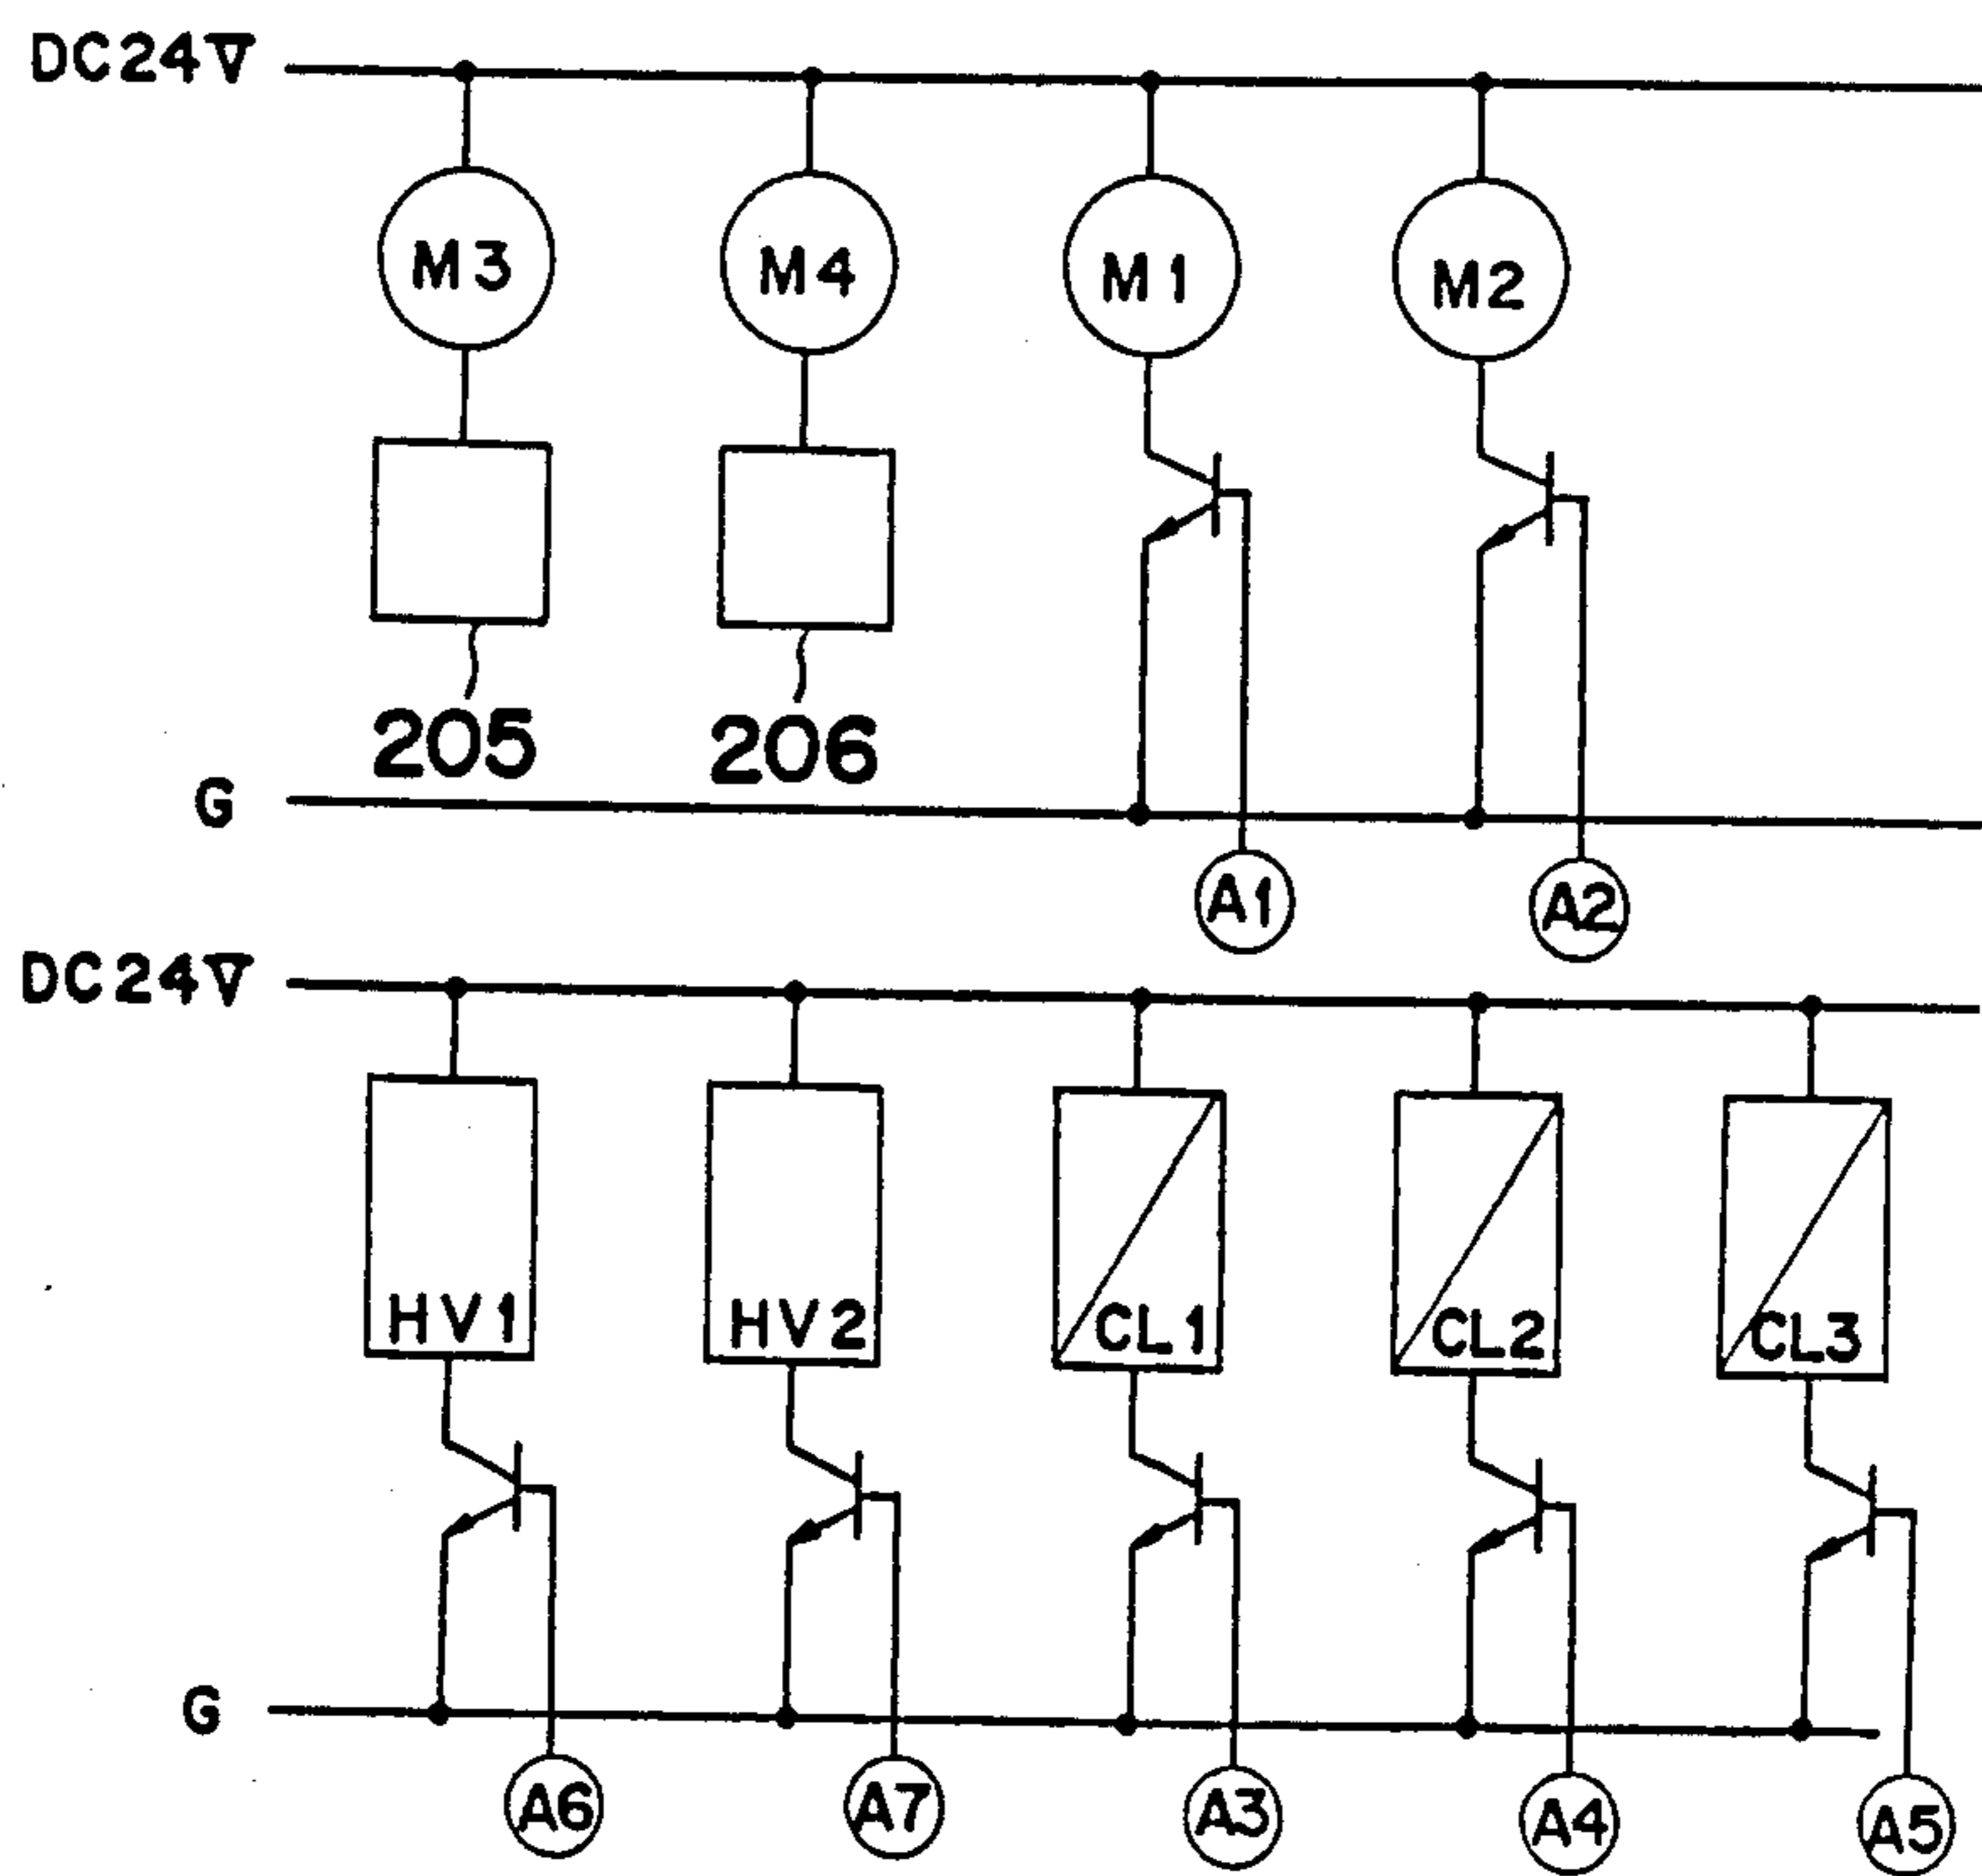 DC24V
M3 M4 M1 M2
205 206
G
A1 A2
DC24V
HV1 HV2 CL1 CL2 CL3
G
A6 A7 A3 A4 A5